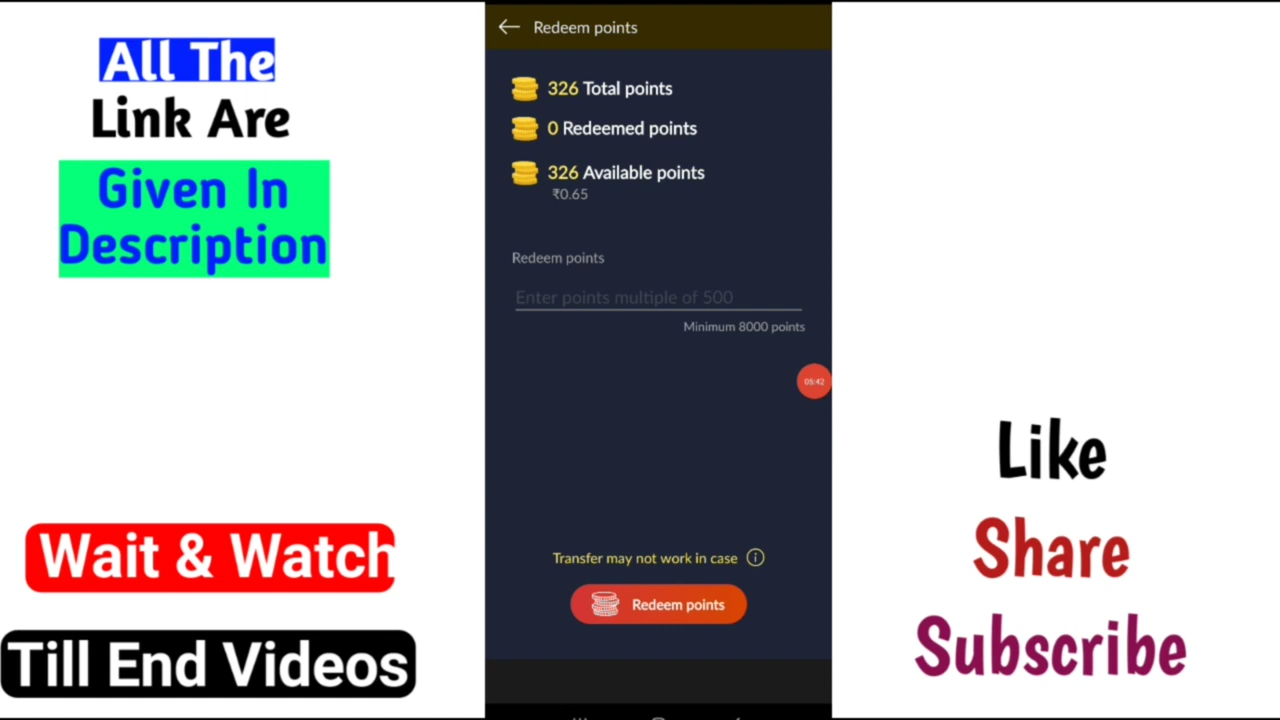 All The
Link Are
Given In
Description
Wait & Watch
Till End Videos
Redeem points
326 Total points
0 Redeemed points
326 Available points
₹0.65
Redeem points
Enter points multiple of 500
Minimum 8000 points
05:42
Transfer may not work in case
Redeem points
Like
Share
Subscribe